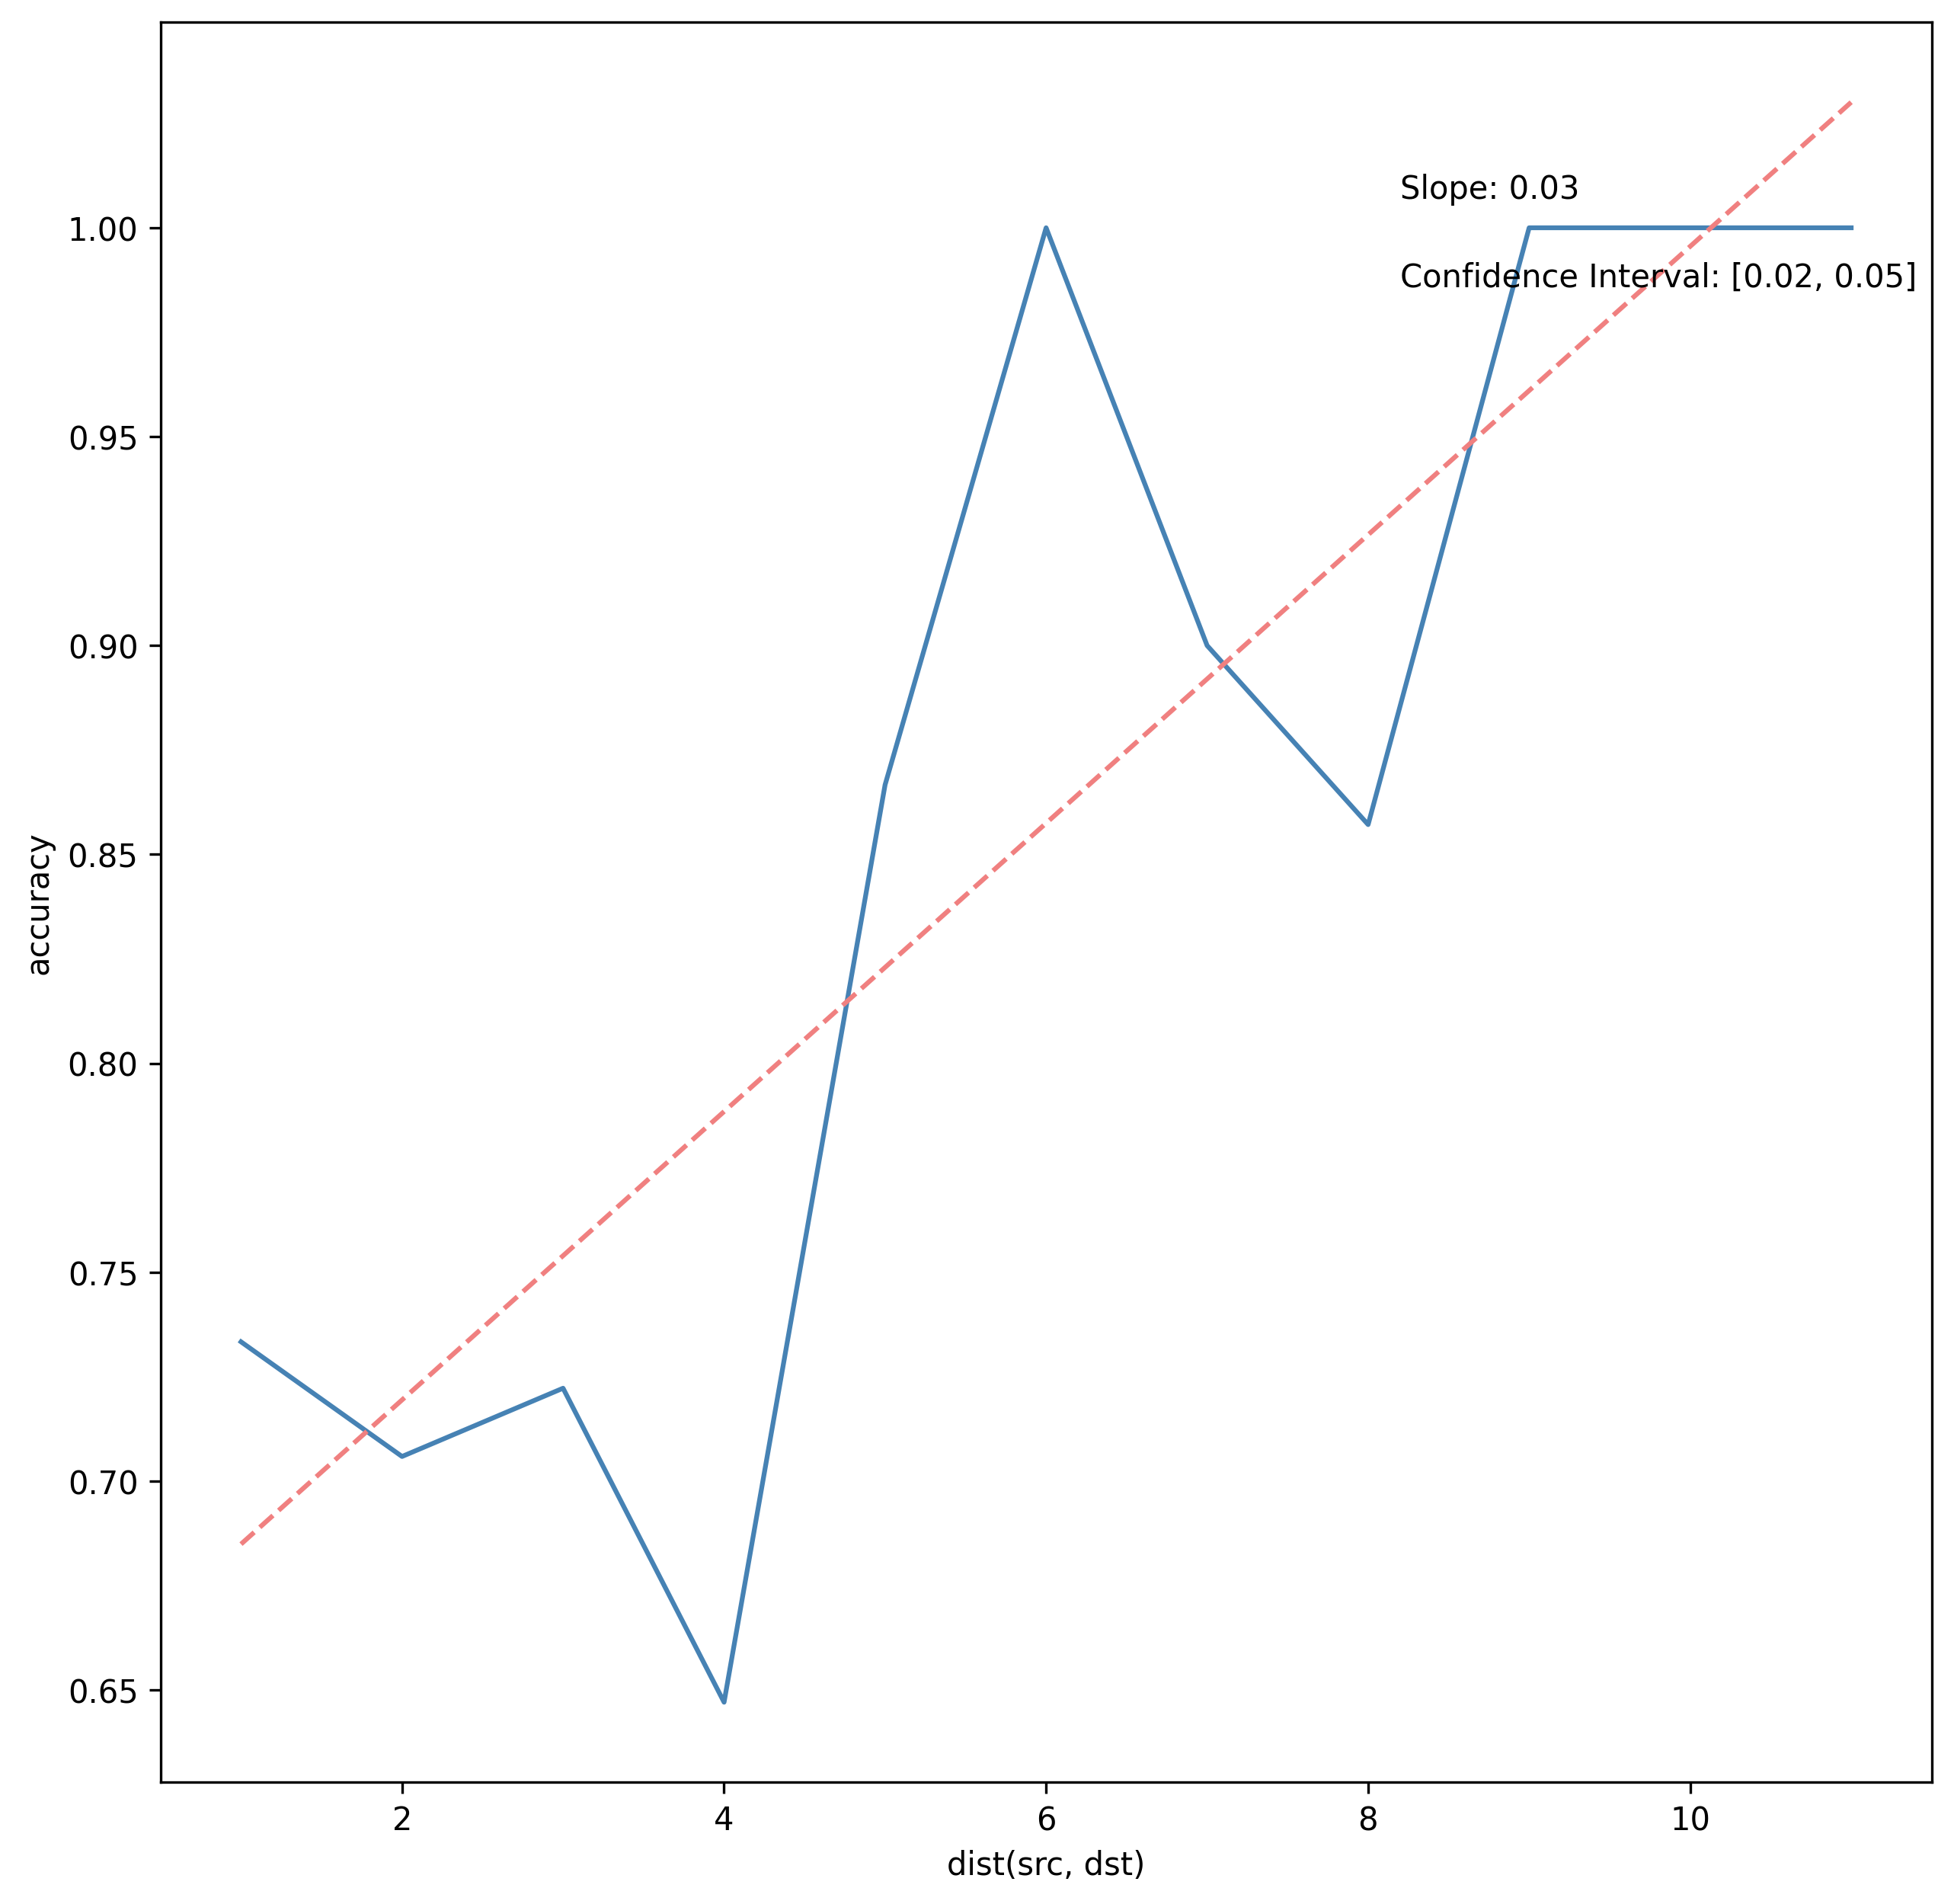 Slope: 0.03
1.00
Confidence Interval: [0.02, 0.05]
0.95
0.90
0.85
accuracy
0.80
0.75
0.70
0.65
2 4 6 8 10
dist(src, dst)